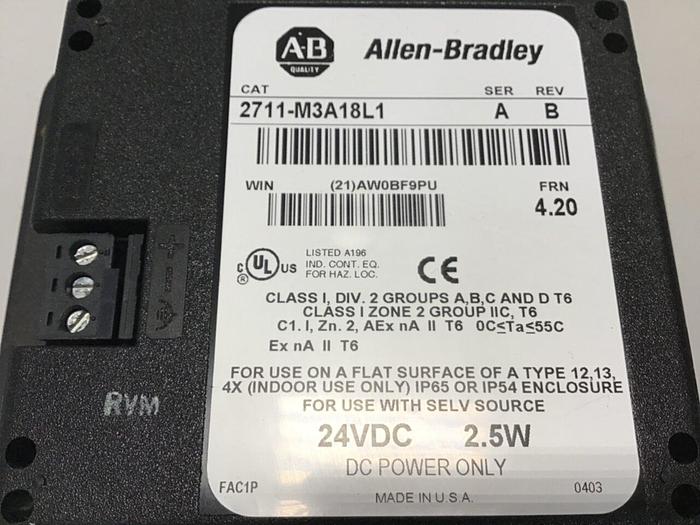 A·B
QUALITY
Allen-Bradley
CAT SER REV
2711-M3A18L1 A B
WIN (21)AW0BF9PU FRN
4.20
C UL US
®
LISTED A196
IND. CONT. EQ.
FOR HAZ. LOC.
CE
CLASS I, DIV. 2 GROUPS A,B,C AND D T6
CLASS I ZONE 2 GROUP IIC, T6
C1. I, Zn. 2, AEx nA II T6 0C≤Ta≤55C
Ex nA II T6
FOR USE ON A FLAT SURFACE OF A TYPE 12,13,
4X (INDOOR USE ONLY) IP65 OR IP54 ENCLOSURE
FOR USE WITH SELV SOURCE
24VDC 2.5W
DC POWER ONLY
FAC1P MADE IN U.S.A. 0403
RVM